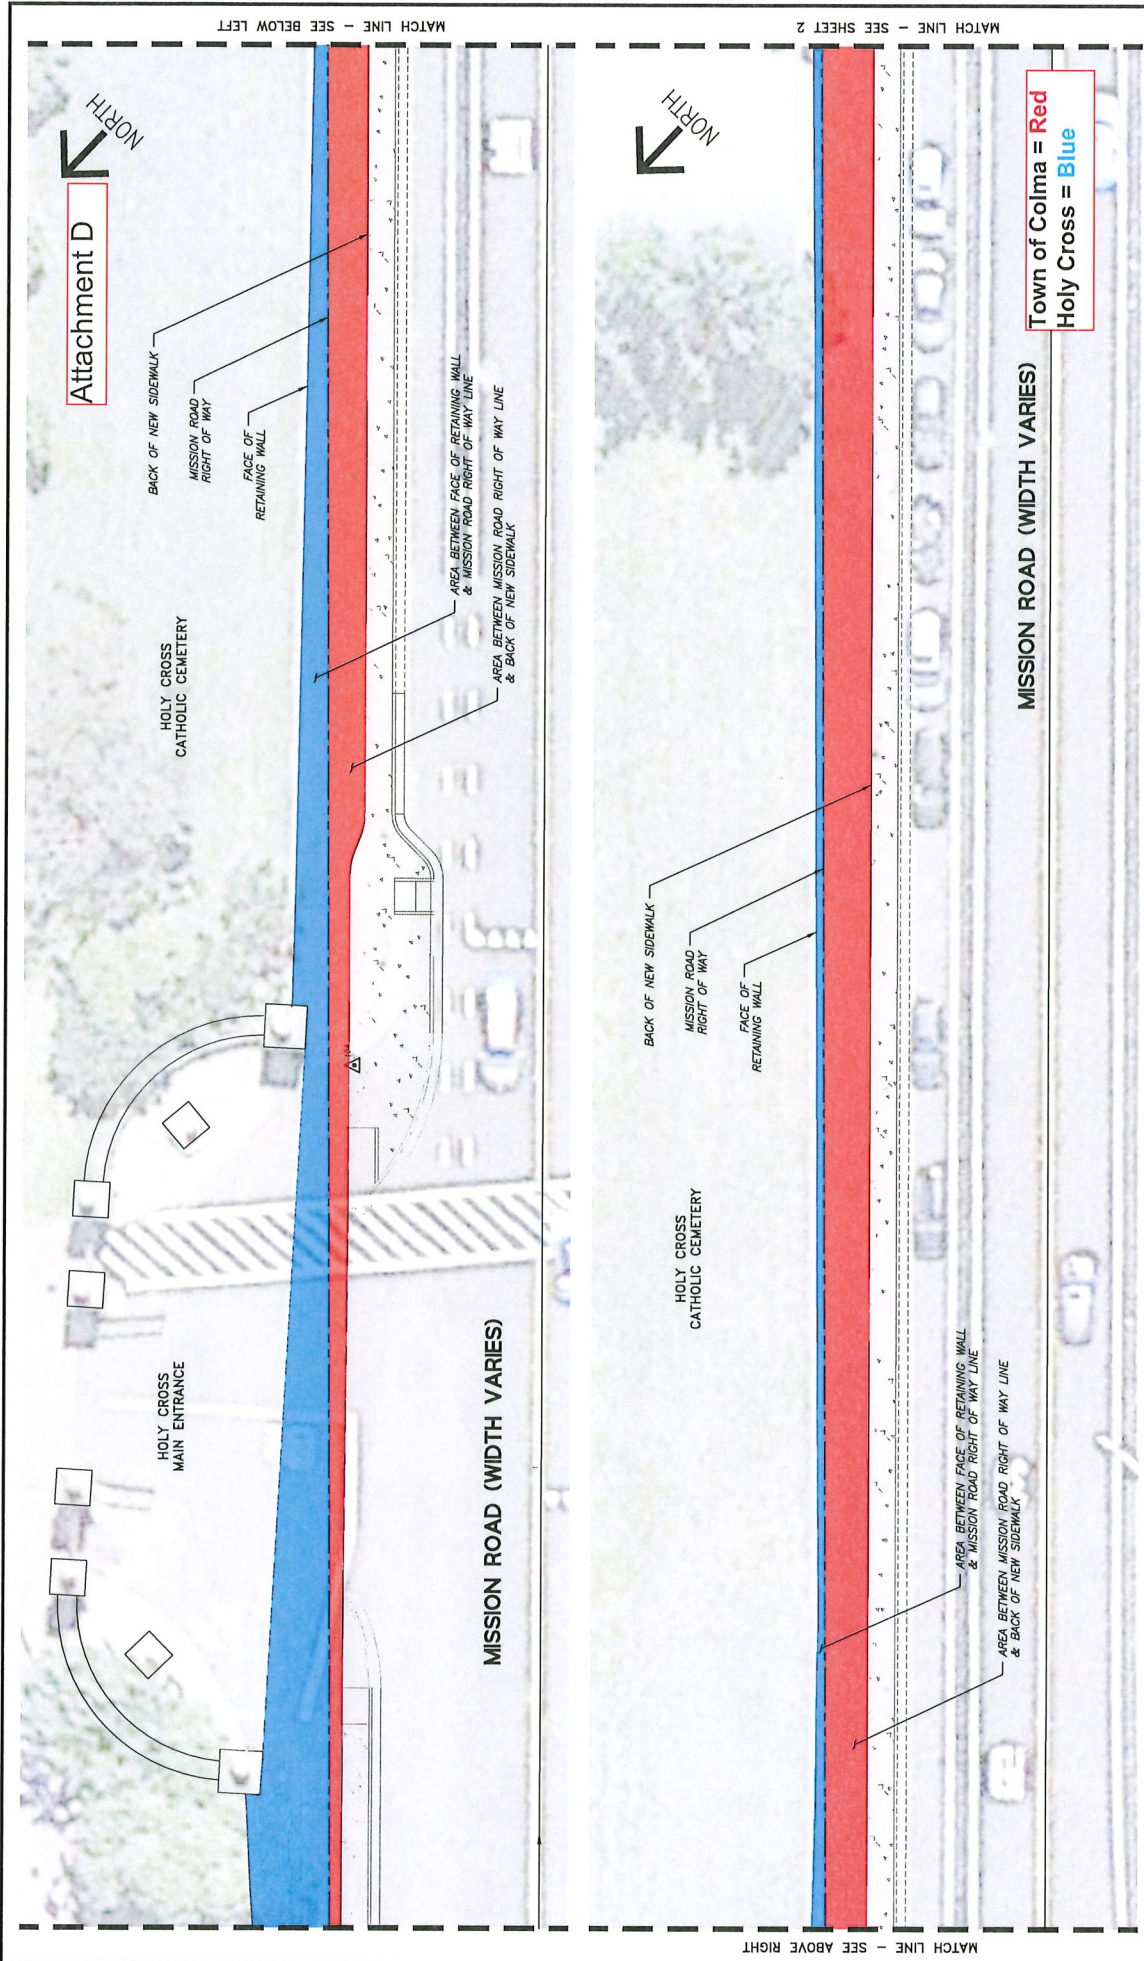 Attachment D
NORTH
MATCH LINE - SEE BELOW LEFT
BACK OF NEW SIDEWALK
MISSION ROAD
RIGHT OF WAY
FACE OF
RETAINING WALL
HOLY CROSS
CATHOLIC CEMETERY
AREA BETWEEN FACE OF RETAINING WALL
& MISSION ROAD RIGHT OF WAY LINE
AREA BETWEEN MISSION ROAD RIGHT OF WAY LINE
& BACK OF NEW SIDEWALK
HOLY CROSS
MAIN ENTRANCE
MISSION ROAD (WIDTH VARIES)
MATCH LINE - SEE SHEET 2
NORTH
BACK OF NEW SIDEWALK
MISSION ROAD
RIGHT OF WAY
FACE OF
RETAINING WALL
HOLY CROSS
CATHOLIC CEMETERY
AREA BETWEEN FACE OF RETAINING WALL
& MISSION ROAD RIGHT OF WAY LINE
AREA BETWEEN MISSION ROAD RIGHT OF WAY LINE
& BACK OF NEW SIDEWALK
MISSION ROAD (WIDTH VARIES)
Town of Colma = Red
Holy Cross = Blue
MATCH LINE - SEE ABOVE RIGHT